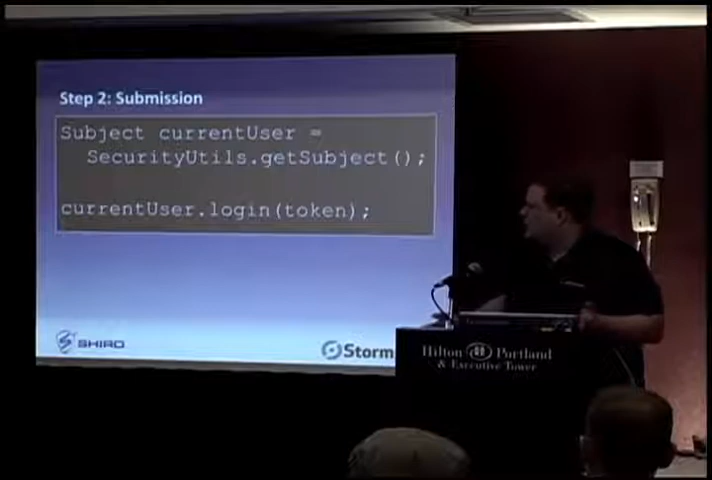 Step 2: Submission
Subject currentUser =
SecurityUtils.getSubject();
currentUser.login(token);
SHIRO
Storm
Hilton Portland
& Executive Tower